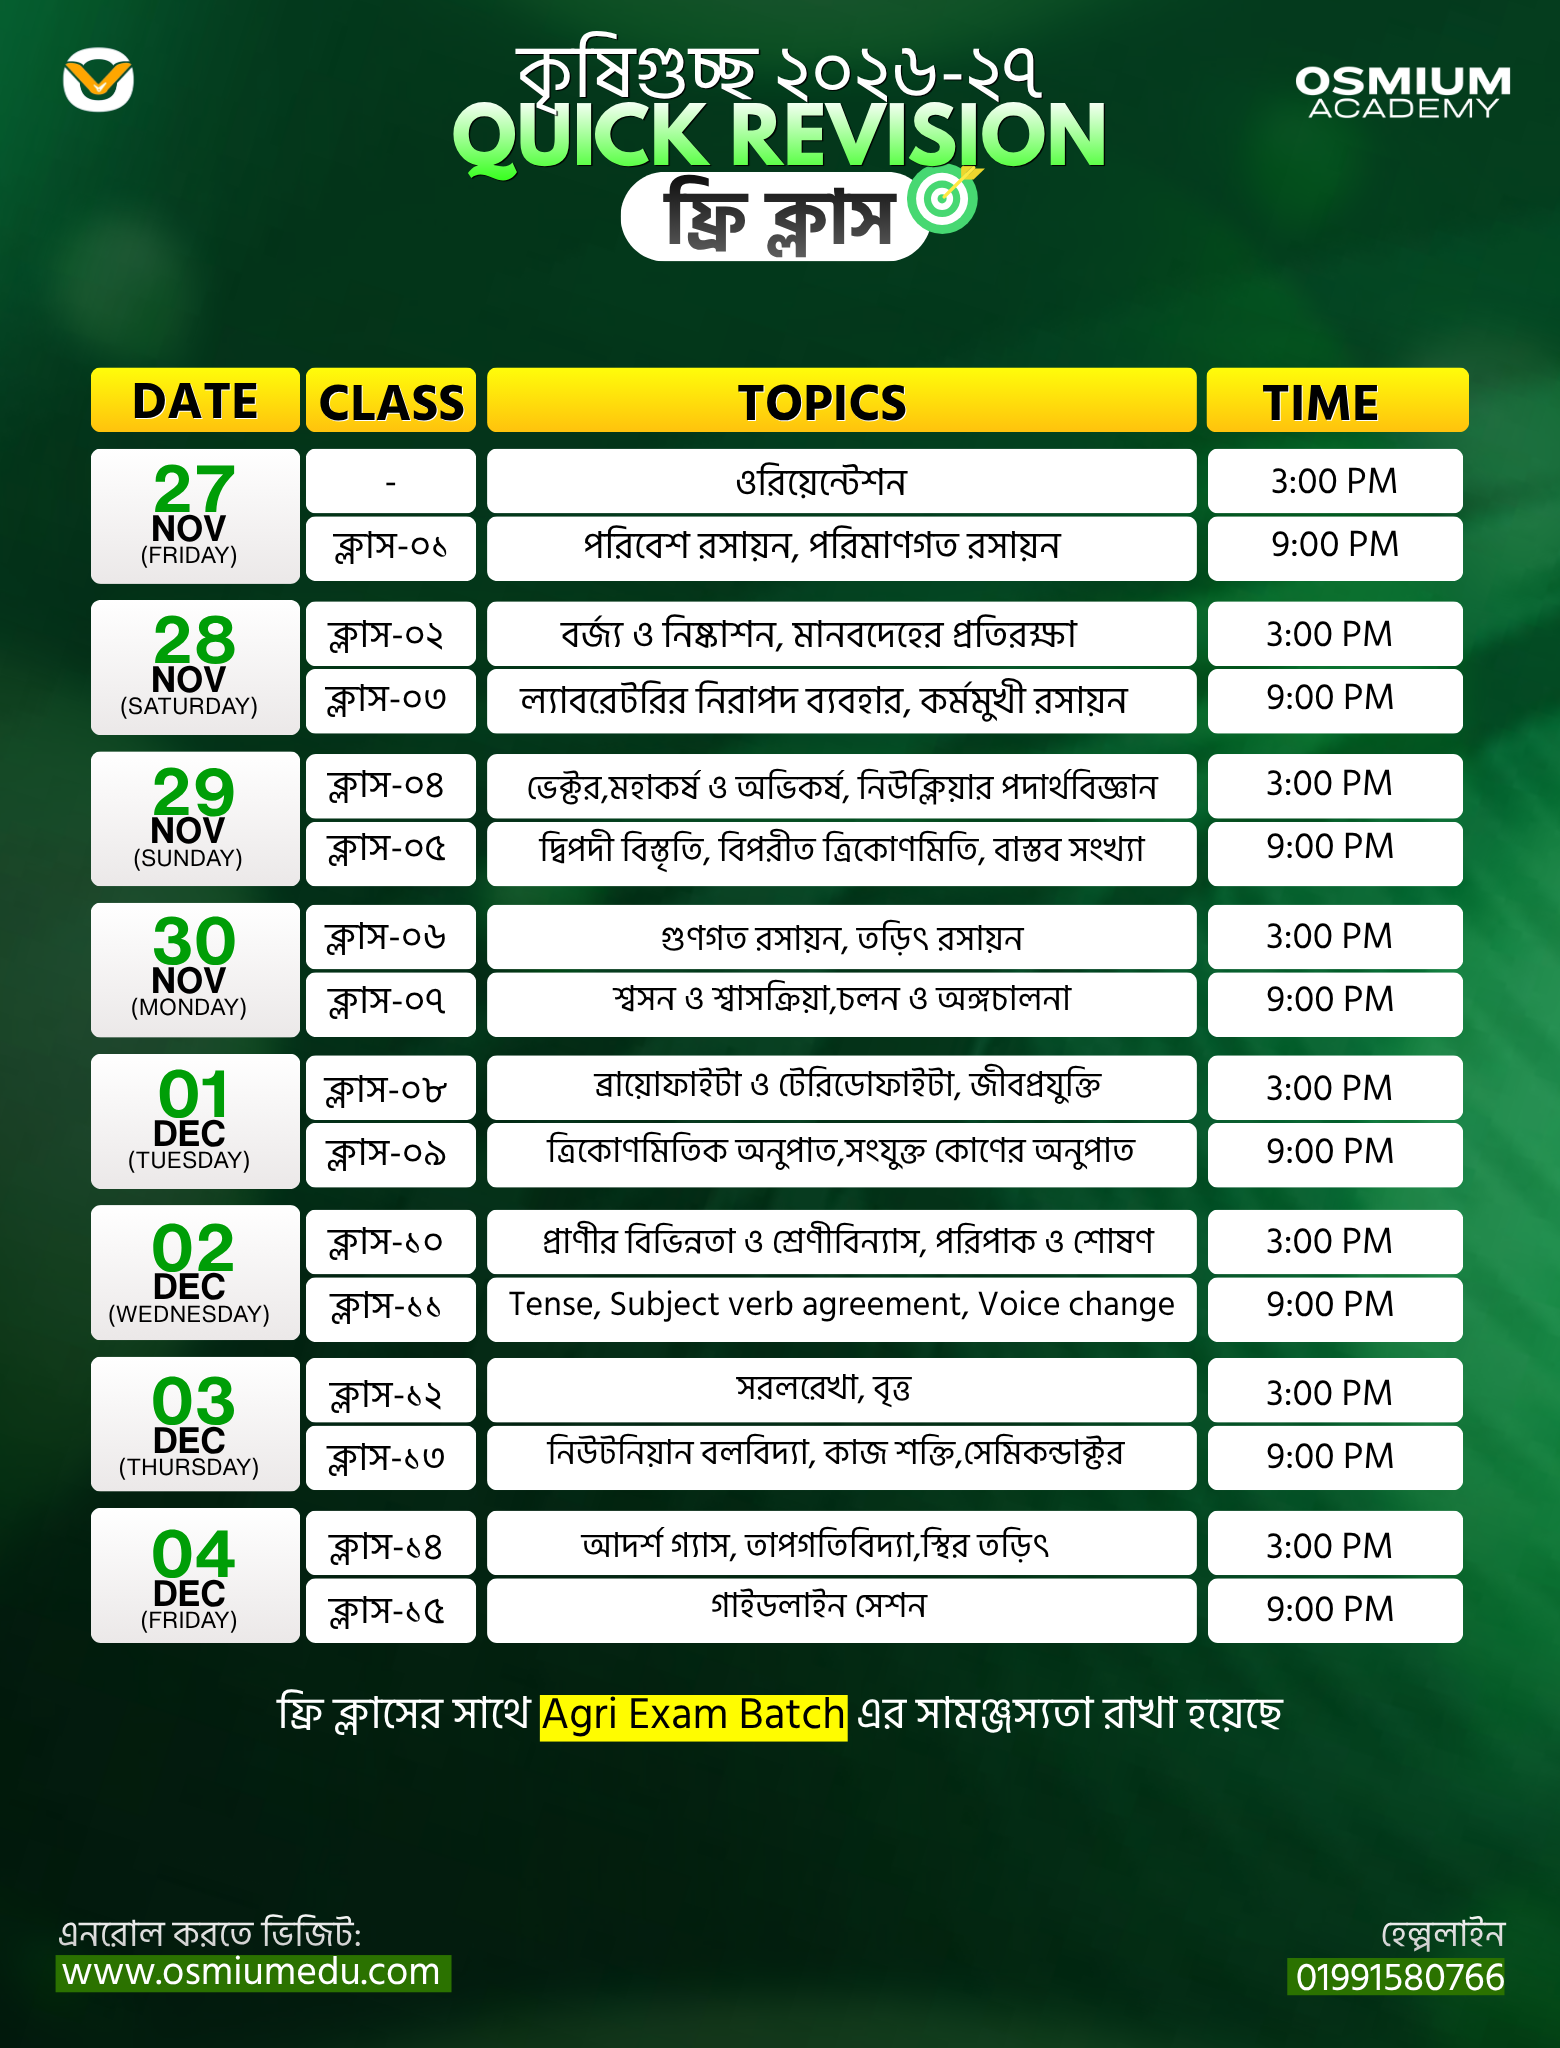 কৃষিগুচ্ছ ২০২৬-২৭
OSMIUM
ACADEMY
QUICK REVISION
ফ্রি ক্লাস
DATE CLASS TOPICS TIME
27 NOV (FRIDAY)
- ওরিয়েন্টেশন 3:00 PM
ক্লাস-০১ পরিবেশ রসায়ন, পরিমাণগত রসায়ন 9:00 PM
28 NOV (SATURDAY)
ক্লাস-০২ বর্জ্য ও নিষ্কাশন, মানবদেহের প্রতিরক্ষা 3:00 PM
ক্লাস-০৩ ল্যাবরেটরির নিরাপদ ব্যবহার, কর্মমুখী রসায়ন 9:00 PM
29 NOV (SUNDAY)
ক্লাস-০৪ ভেক্টর,মহাকর্ষ ও অভিকর্ষ, নিউক্লিয়ার পদার্থবিজ্ঞান 3:00 PM
ক্লাস-০৫ দ্বিপদী বিস্তৃতি, বিপরীত ত্রিকোণমিতি, বাস্তব সংখ্যা 9:00 PM
30 NOV (MONDAY)
ক্লাস-০৬ গুণগত রসায়ন, তড়িৎ রসায়ন 3:00 PM
ক্লাস-০৭ শ্বসন ও শ্বাসক্রিয়া,চলন ও অঙ্গচালনা 9:00 PM
01 DEC (TUESDAY)
ক্লাস-০৮ ব্রায়োফাইটা ও টেরিডোফাইটা, জীবপ্রযুক্তি 3:00 PM
ক্লাস-০৯ ত্রিকোণমিতিক অনুপাত,সংযুক্ত কোণের অনুপাত 9:00 PM
02 DEC (WEDNESDAY)
ক্লাস-১০ প্রাণীর বিভিন্নতা ও শ্রেণীবিন্যাস, পরিপাক ও শোষণ 3:00 PM
ক্লাস-১১ Tense, Subject verb agreement, Voice change 9:00 PM
03 DEC (THURSDAY)
ক্লাস-১২ সরলরেখা, বৃত্ত 3:00 PM
ক্লাস-১৩ নিউটনিয়ান বলবিদ্যা, কাজ শক্তি,সেমিকন্ডাক্টর 9:00 PM
04 DEC (FRIDAY)
ক্লাস-১৪ আদর্শ গ্যাস, তাপগতিবিদ্যা,স্থির তড়িৎ 3:00 PM
ক্লাস-১৫ গাইডলাইন সেশন 9:00 PM
ফ্রি ক্লাসের সাথে Agri Exam Batch এর সামঞ্জস্যতা রাখা হয়েছে
এনরোল করতে ভিজিট:
www.osmiumedu.com
হেল্পলাইন
01991580766